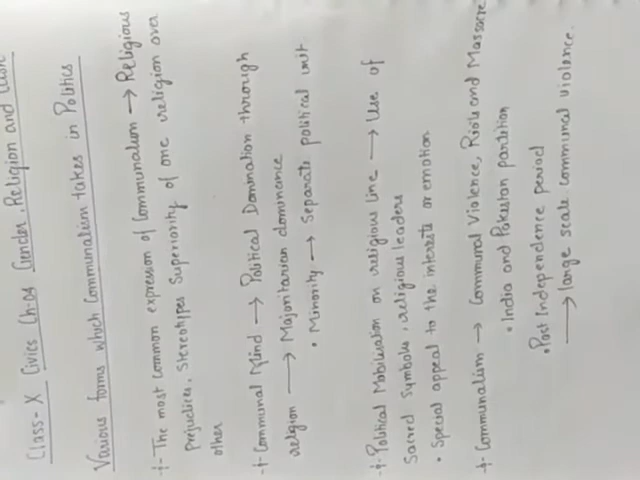 Class- X Civics Ch-04 Gender, Religion and
Various forms which Communalism takes in Politics
-|- The most common expression of Communalism → Religious
Prejudices, Stereotypes Superiority of one religion over
other
-|- Communal Mind → Political Domination through
religion → Majoritarian dominance
• Minority → Separate political unit
-|- Political Mobilisation on religious line → Use of
Sacred Symbols, religious leaders
• Special appeal to the interests or emotion
-|- Communalism → Communal Violence, Riots and Massacre
• India and Pakistan partition
• Post Independence period
→ large scale communal violence.